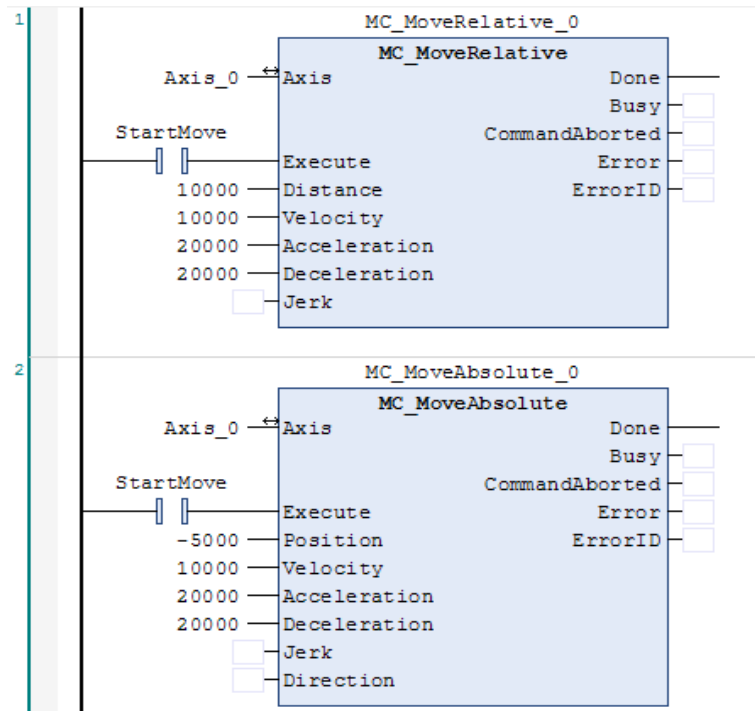 1
MC_MoveRelative_0
MC_MoveRelative
Axis_0 Axis Done
Busy
StartMove CommandAborted
Execute Error
10000 Distance ErrorID
10000 Velocity
20000 Acceleration
20000 Deceleration
Jerk
2
MC_MoveAbsolute_0
MC_MoveAbsolute
Axis_0 Axis Done
Busy
StartMove CommandAborted
Execute Error
-5000 Position ErrorID
10000 Velocity
20000 Acceleration
20000 Deceleration
Jerk
Direction